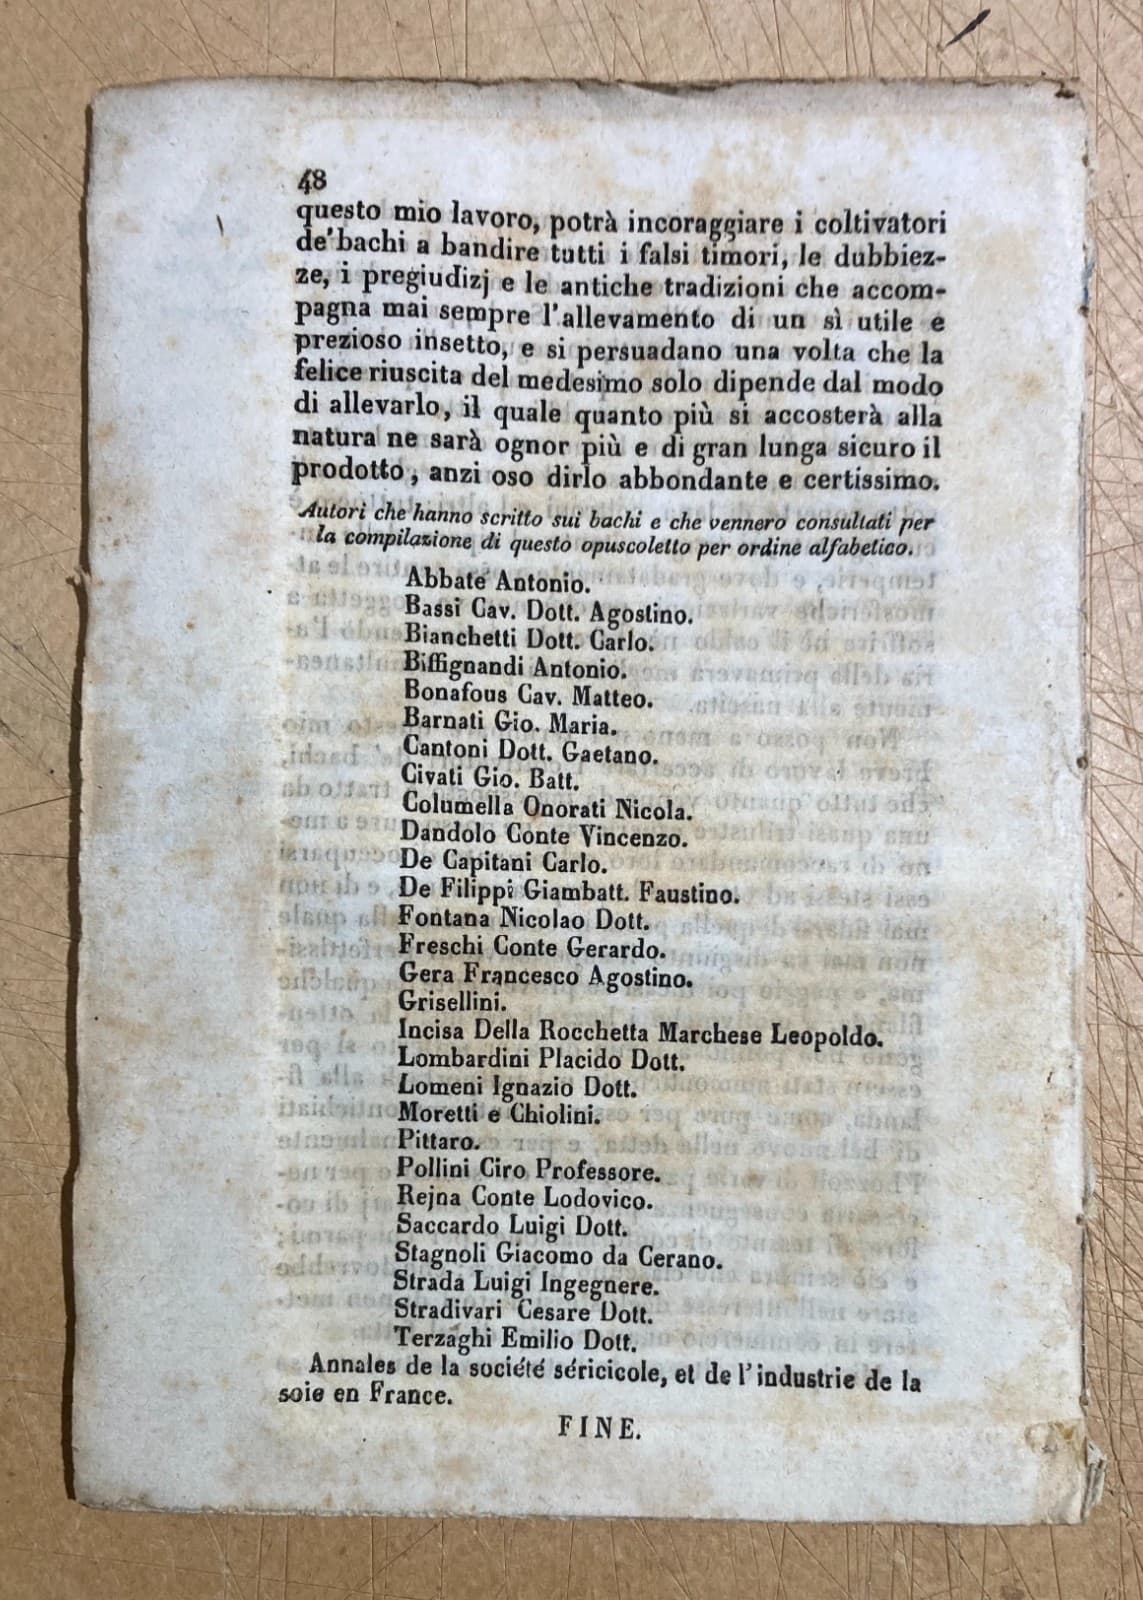 48
questo mio lavoro, potrà incoraggiare i coltivatori
de' bachi a bandire tutti i falsi timori, le dubbiez-
ze, i pregiudizj e le antiche tradizioni che accom-
pagna mai sempre l'allevamento di un sì utile e
prezioso insetto, e si persuadano una volta che la
felice riuscita del medesimo solo dipende dal modo
di allevarlo, il quale quanto più si accosterà alla
natura ne sarà ognor più e di gran lunga sicuro il
prodotto, anzi oso dirlo abbondante e certissimo.
Autori che hanno scritto sui bachi e che vennero consultati per
la compilazione di questo opuscoletto per ordine alfabetico.
Abbate Antonio.
Bassi Cav. Dott. Agostino.
Bianchetti Dott. Carlo.
Biffignandi Antonio.
Bonafous Cav. Matteo.
Barnati Gio. Maria.
Cantoni Dott. Gaetano.
Civati Gio. Batt.
Columella Onorati Nicola.
Dandolo Conte Vincenzo.
De Capitani Carlo.
De Filippi Giambatt. Faustino.
Fontana Nicolao Dott.
Freschi Conte Gerardo.
Gera Francesco Agostino.
Grisellini.
Incisa Della Rocchetta Marchese Leopoldo.
Lombardini Placido Dott.
Lomeni Ignazio Dott.
Moretti e Chiolini.
Pittaro.
Pollini Ciro Professore.
Rejna Conte Lodovico.
Saccardo Luigi Dott.
Stagnoli Giacomo da Cerano.
Strada Luigi Ingegnere.
Stradivari Cesare Dott.
Terzaghi Emilio Dott.
Annales de la société séricicole, et de l'industrie de la
soie en France.
FINE.